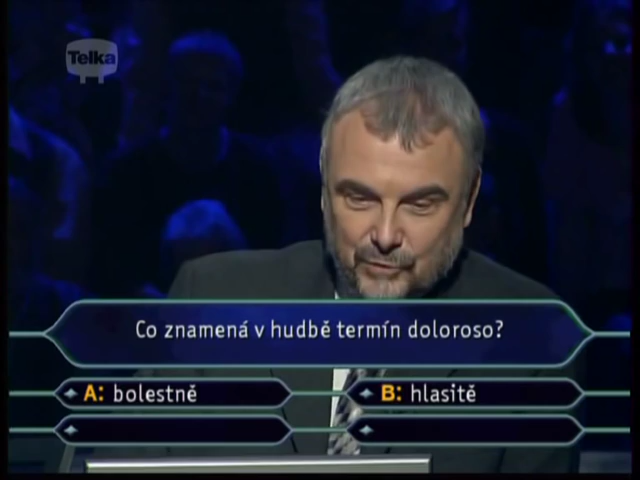 Telka
Co znamená v hudbě termín doloroso?
A: bolestně
B: hlasitě